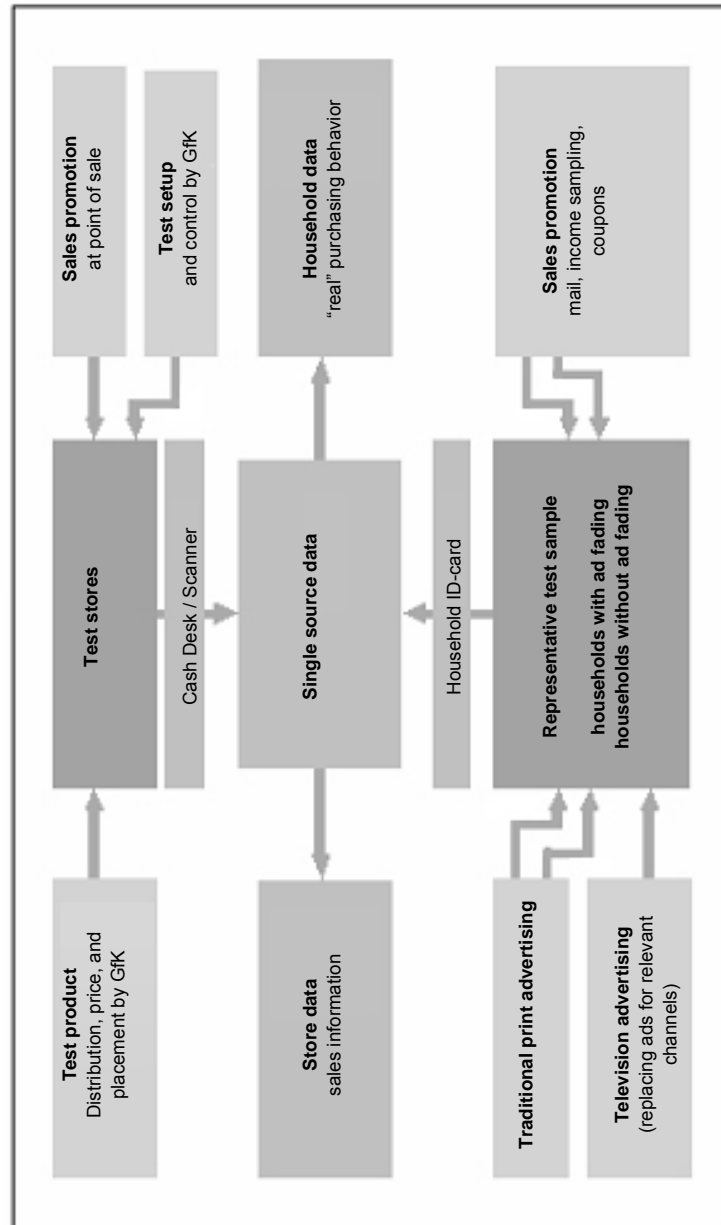 Test product
Distribution, price, and
placement by GfK
Test stores
Sales promotion
at point of sale
Test setup
and control by GfK
Cash Desk / Scanner
Store data
sales information
Single source data
Household data
“real” purchasing behavior
Household ID-card
Traditional print advertising
Television advertising
(replacing ads for relevant
channels)
Representative test sample
households with ad fading
households without ad fading
Sales promotion
mail, income sampling,
coupons